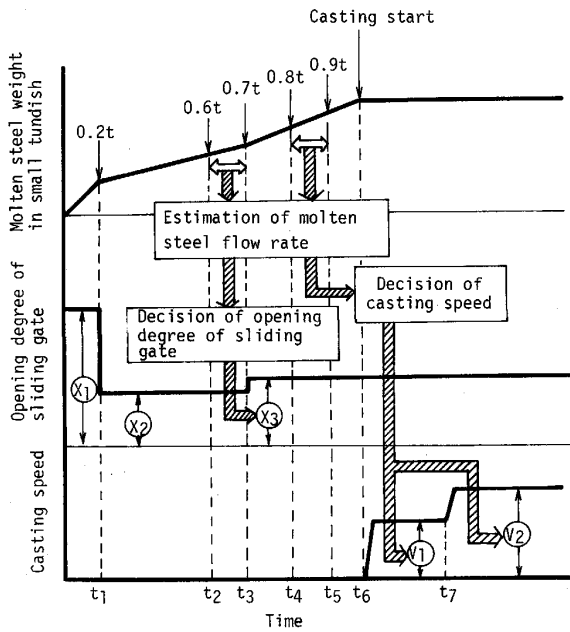 Casting start
Molten steel weight
in small tundish
0.2t
0.6t
0.7t
0.8t
0.9t
Estimation of molten
steel flow rate
Decision of
casting speed
Decision of opening
degree of sliding
gate
Opening degree of
sliding gate
X1
X2
X3
Casting speed
V1
V2
t1
t2
t3
t4
t5
t6
t7
Time